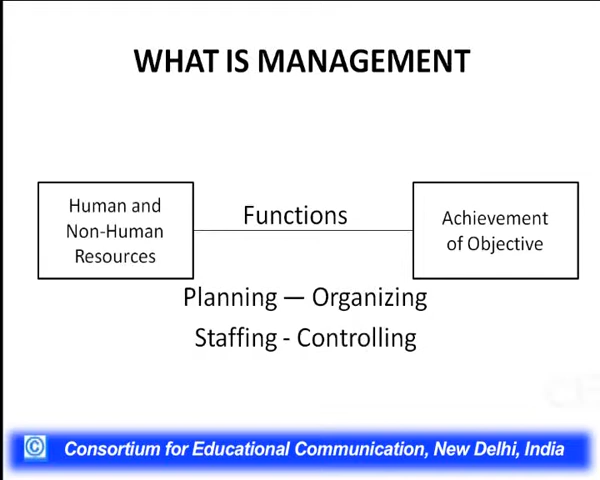 WHAT IS MANAGEMENT
Human and
Non-Human
Resources
Functions
Achievement
of Objective
Planning — Organizing
Staffing - Controlling
© Consortium for Educational Communication, New Delhi, India